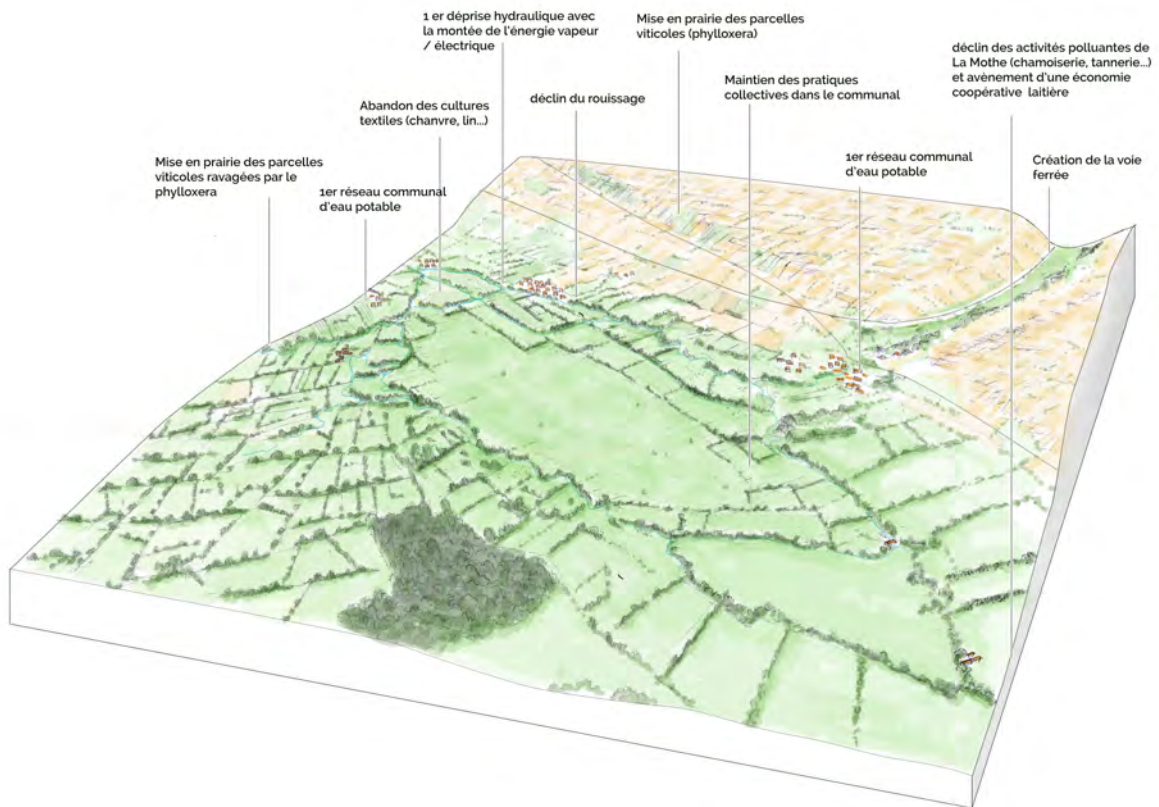 1 er déprise hydraulique avec
la montée de l'énergie vapeur
/ électrique
Mise en prairie des parcelles
viticoles (phylloxera)
déclin des activités polluantes de
La Mothe (chamoiserie, tannerie...)
et avènement d'une économie
coopérative laitière
Maintien des pratiques
collectives dans le communal
Abandon des cultures
textiles (chanvre, lin...)
déclin du rouissage
Mise en prairie des parcelles
viticoles ravagées par le
phylloxera
1er réseau communal
d'eau potable
1er réseau communal
d'eau potable
Création de la voie
ferrée